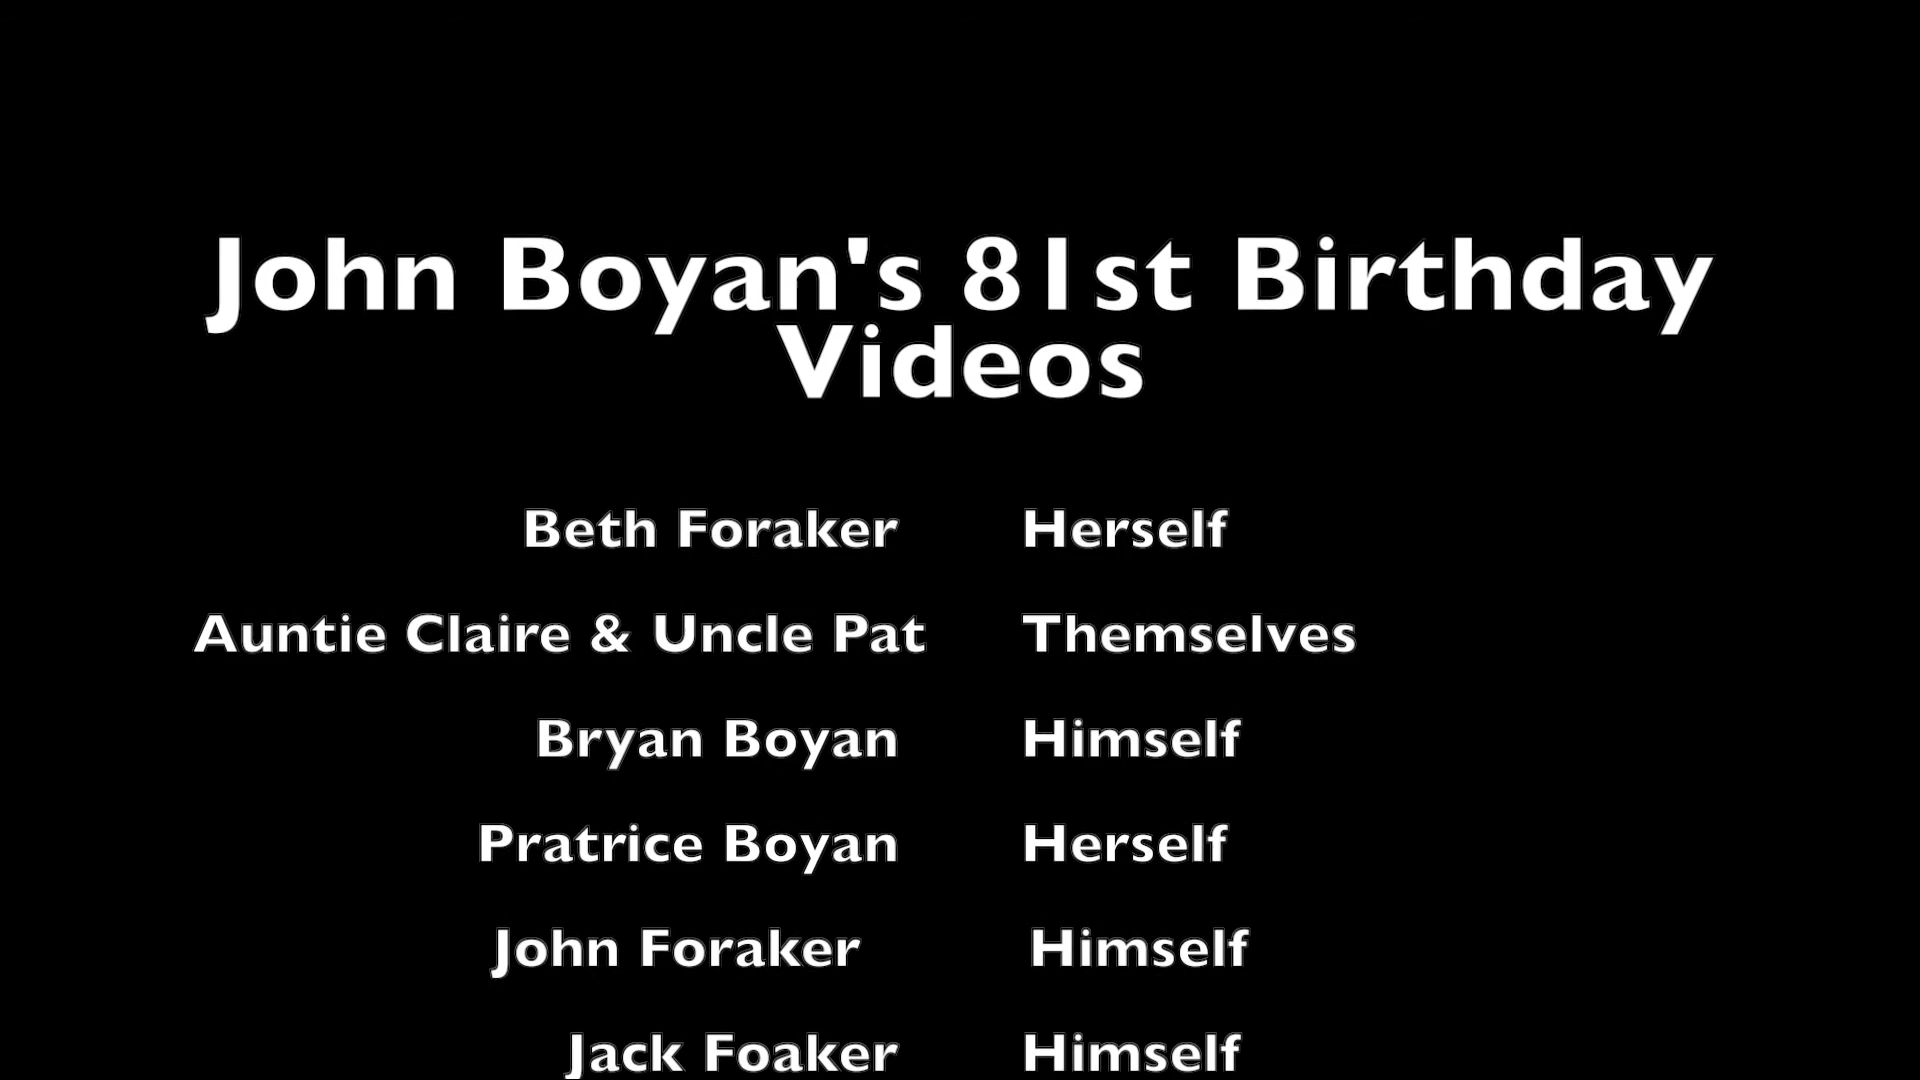 John Boyan's 81st Birthday
Videos
Beth Foraker Herself
Auntie Claire & Uncle Pat Themselves
Bryan Boyan Himself
Pratrice Boyan Herself
John Foraker Himself
Jack Foaker Himself